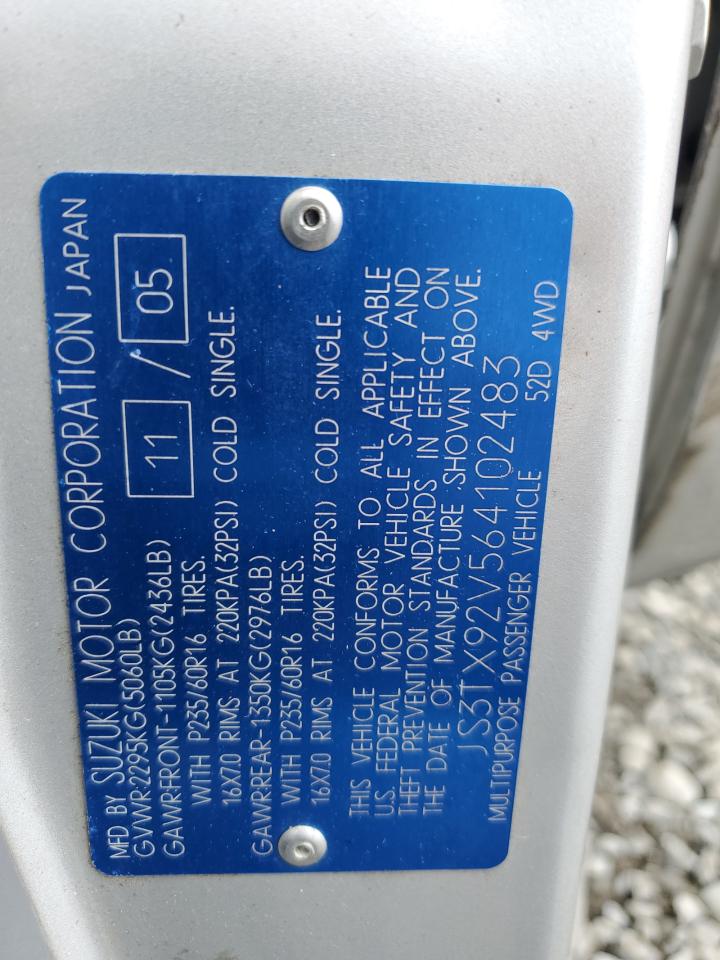 MFD BY SUZUKI MOTOR CORPORATION JAPAN
GVWR:2295KG(5060LB)
11 / 05
GAWR:FRONT-1105KG(2436LB)
WITH P235/60R16 TIRES.
16X7.0 RIMS AT 220KPA(32PSI) COLD SINGLE.
GAWR:REAR-1350KG(2976LB)
WITH P235/60R16 TIRES.
16X7.0 RIMS AT 220KPA(32PSI) COLD SINGLE.
THIS VEHICLE CONFORMS TO ALL APPLICABLE
U.S. FEDERAL MOTOR VEHICLE SAFETY AND
THEFT PREVENTION STANDARDS IN EFFECT ON
THE DATE OF MANUFACTURE SHOWN ABOVE.
JS3TX92V564102483
MULTIPURPOSE PASSENGER VEHICLE 52D 4WD